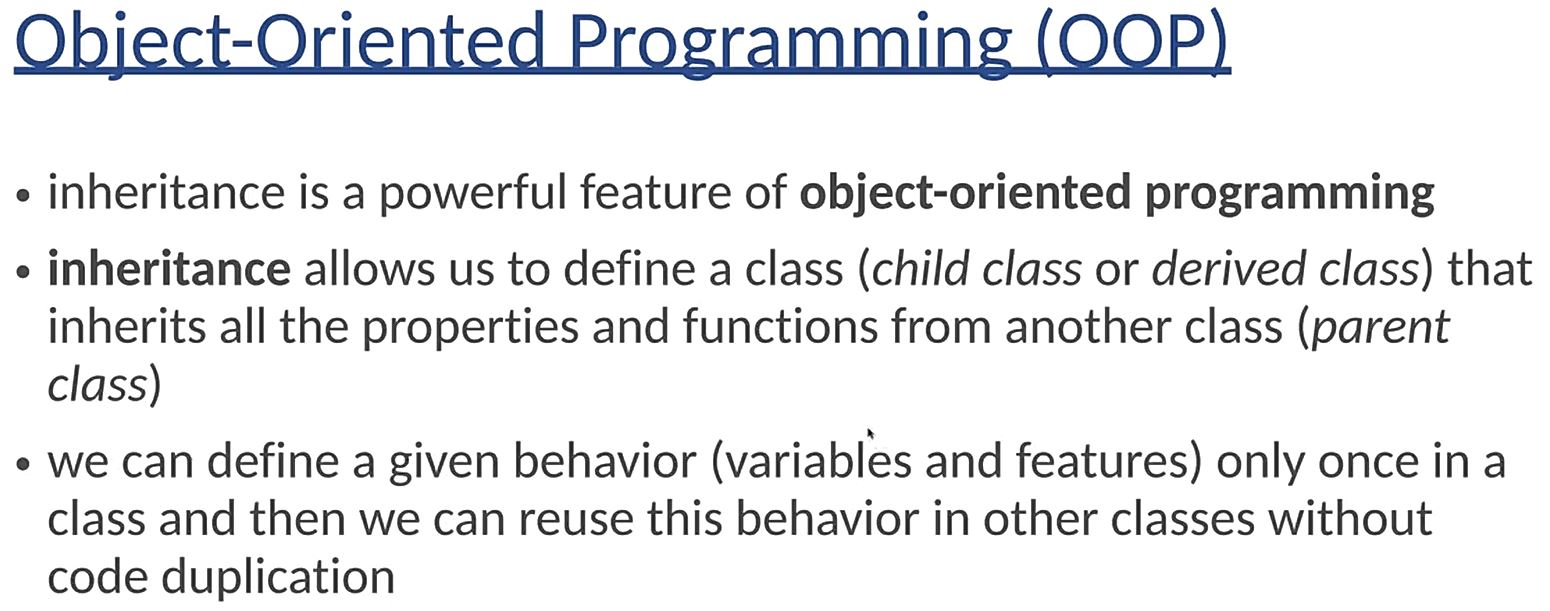 Object-Oriented Programming (OOP)
• inheritance is a powerful feature of object-oriented programming
• inheritance allows us to define a class (child class or derived class) that
inherits all the properties and functions from another class (parent
class)
• we can define a given behavior (variables and features) only once in a
class and then we can reuse this behavior in other classes without
code duplication